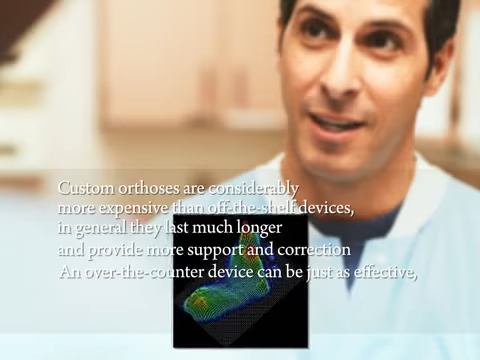 Custom orthoses are considerably
more expensive than off-the-shelf devices,
in general they last much longer
and provide more support and correction
An over-the-counter device can be just as effective,